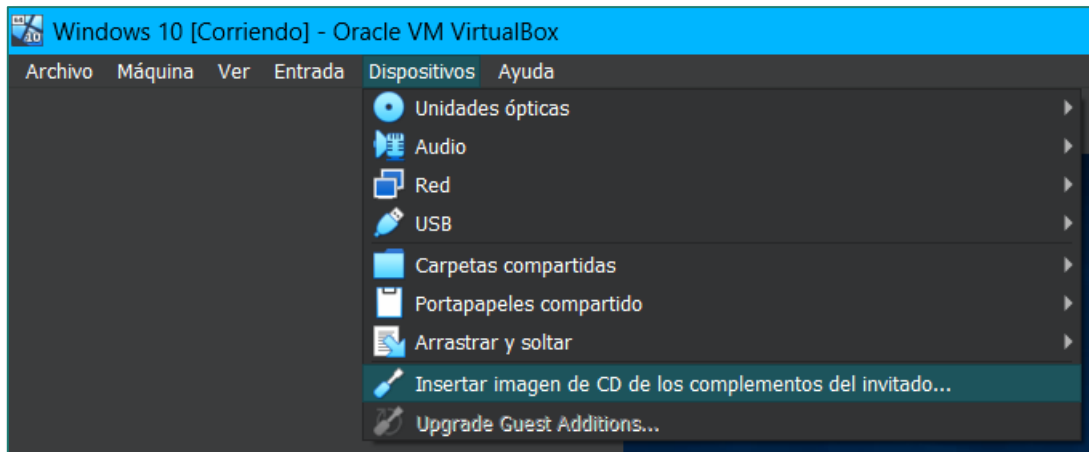 Windows 10 [Corriendo] - Oracle VM VirtualBox
Archivo Máquina Ver Entrada Dispositivos Ayuda
Unidades ópticas
Audio
Red
USB
Carpetas compartidas
Portapapeles compartido
Arrastrar y soltar
Insertar imagen de CD de los complementos del invitado...
Upgrade Guest Additions...